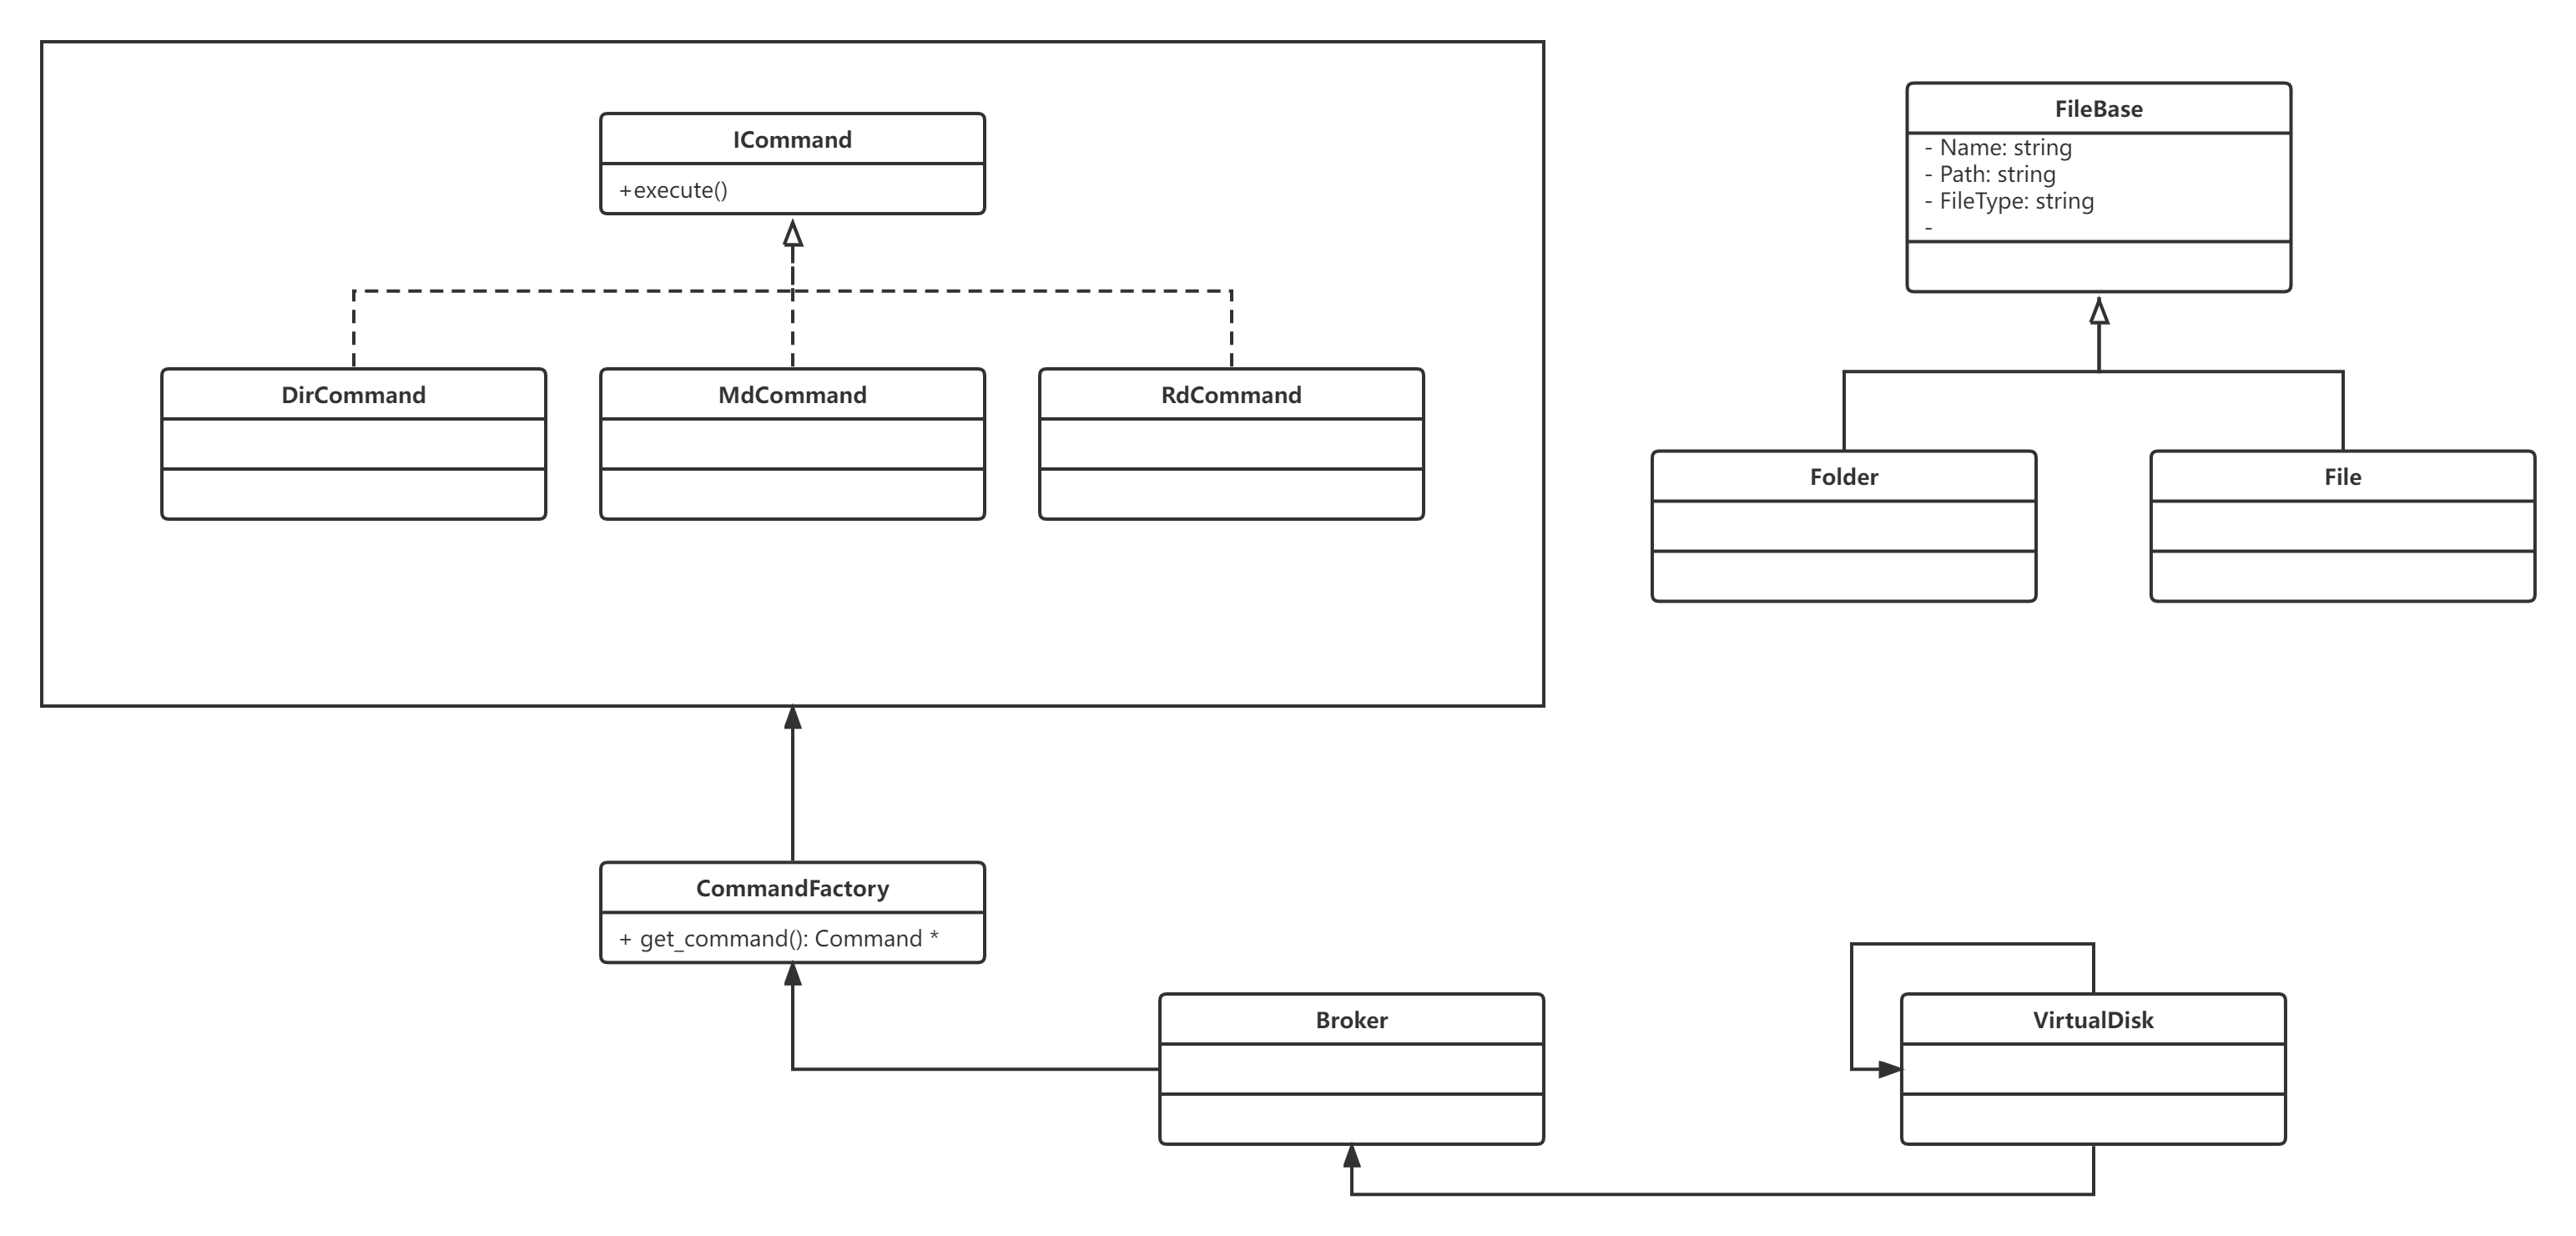 ICommand
+execute()
DirCommand
MdCommand
RdCommand
FileBase
- Name: string
- Path: string
- FileType: string
-
Folder
File
CommandFactory
+ get_command(): Command *
Broker
VirtualDisk